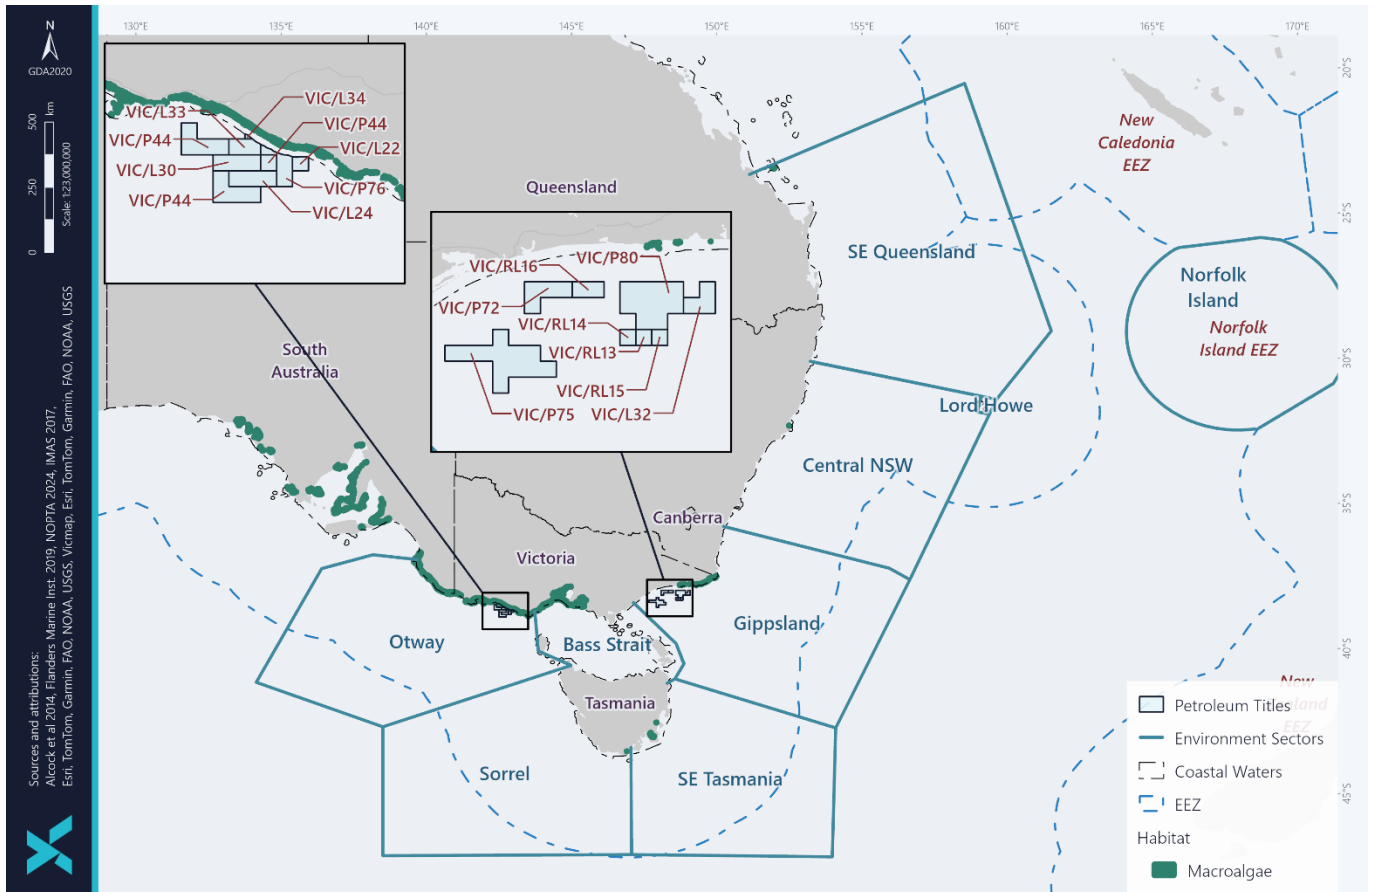 130°E
135°E
140°E
145°E
150°E
155°E
160°E
165°E
170°E
20°S
25°S
30°S
35°S
40°S
45°S
N
GDA2020
km
500
250
0
Scale: 1:23,000,000
Sources and attributions:
Alcock et al 2014, Flanders Marine Inst. 2019, NOPTA 2024, IMAS 2017,
Esri, TomTom, Garmin, FAO, NOAA, USGS, Vicmap, Esri, TomTom, Garmin, FAO, NOAA, USGS
VIC/L34
VIC/L33
VIC/P44
VIC/P44
VIC/L22
VIC/L30
VIC/P76
VIC/P44
VIC/L24
VIC/P80
VIC/RL16
VIC/P72
VIC/RL14
VIC/RL13
VIC/RL15
VIC/P75
VIC/L32
Queensland
South
Australia
Canberra
Victoria
Tasmania
SE Queensland
Lord Howe
Central NSW
Gippsland
Bass Strait
Otway
Sorrel
SE Tasmania
New
Caledonia
EEZ
Norfolk
Island
Norfolk
Island EEZ
New
EEZ
Petroleum Titles
Environment Sectors
Coastal Waters
EEZ
Habitat
Macroalgae